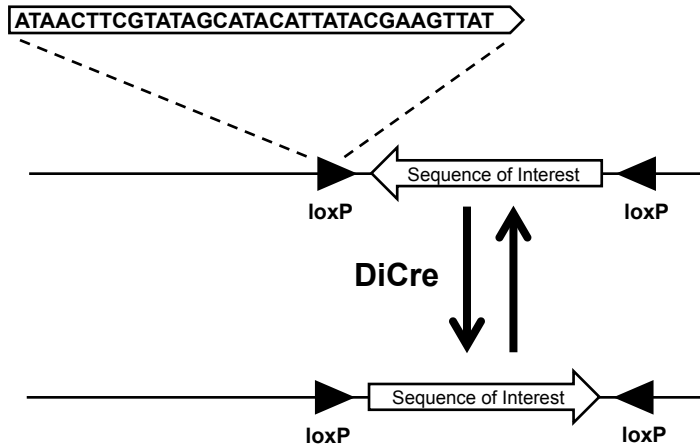 ATAACTTCGTATAGCATACATTATACGAAGTTAT
Sequence of Interest
loxP
loxP
DiCre
Sequence of Interest
loxP
loxP